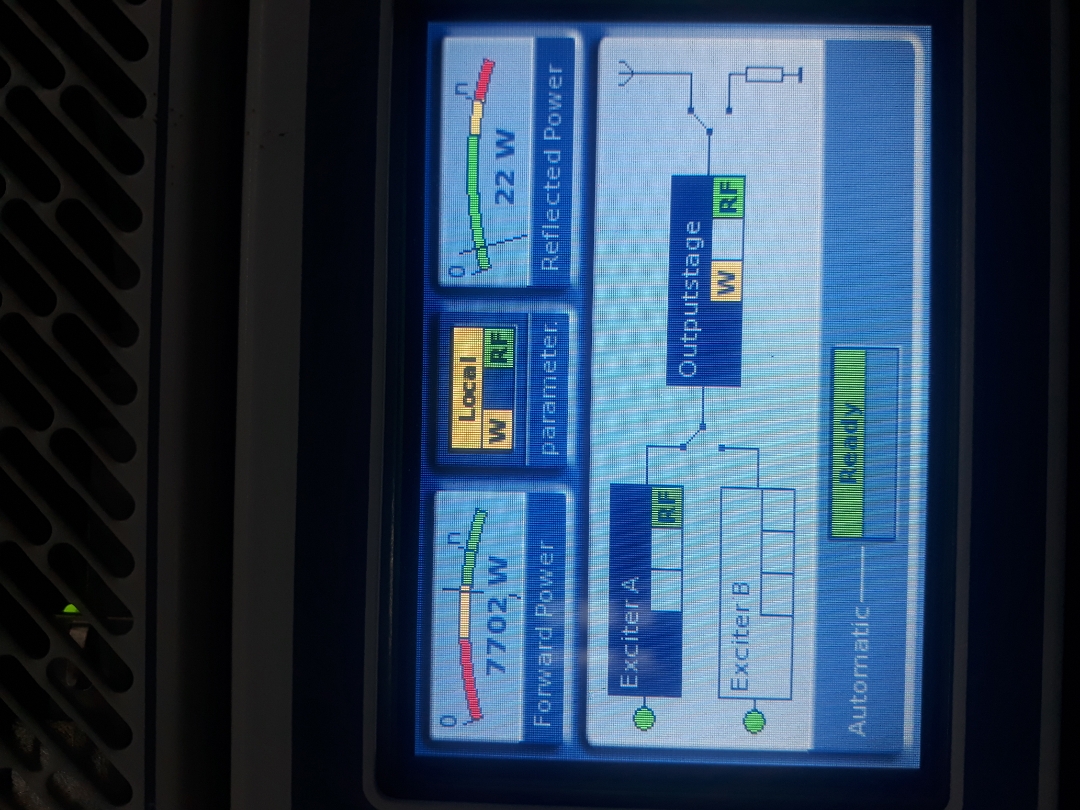 0 n
7702 W
Forward Power
Local
W RF
parameter.
0 n
22 W
Reflected Power
Exciter A
RF
Exciter B
Outputstage
W RF
Automatic
Ready